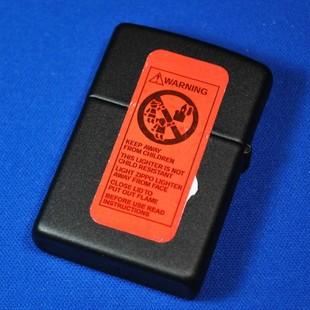 WARNING
KEEP AWAY
FROM CHILDREN
THIS LIGHTER IS NOT
CHILD RESISTANT
LIGHT ZIPPO LIGHTER
AWAY FROM FACE
CLOSE LID TO
PUT OUT FLAME
BEFORE USE READ
INSTRUCTIONS